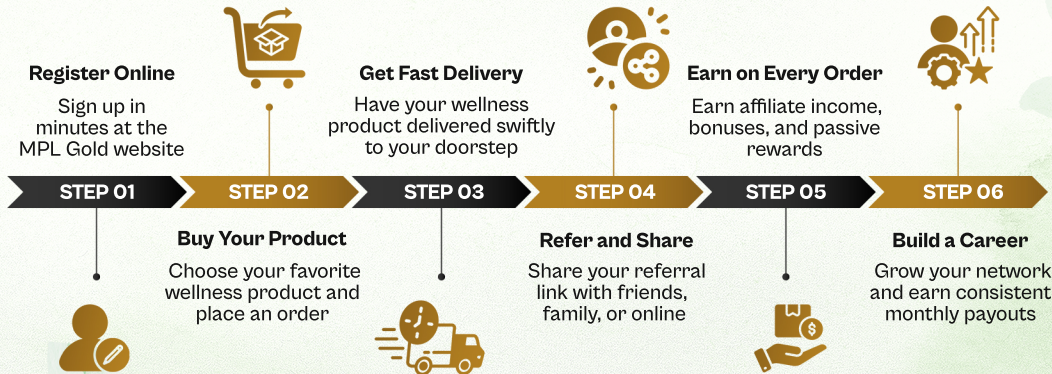 Register Online
Sign up in
minutes at the
MPL Gold website
STEP 01
STEP 02
Buy Your Product
Choose your favorite
wellness product and
place an order
Get Fast Delivery
Have your wellness
product delivered swiftly
to your doorstep
STEP 03
STEP 04
Refer and Share
Share your referral
link with friends,
family, or online
Earn on Every Order
Earn affiliate income,
bonuses, and passive
rewards
STEP 05
STEP 06
Build a Career
Grow your network
and earn consistent
monthly payouts